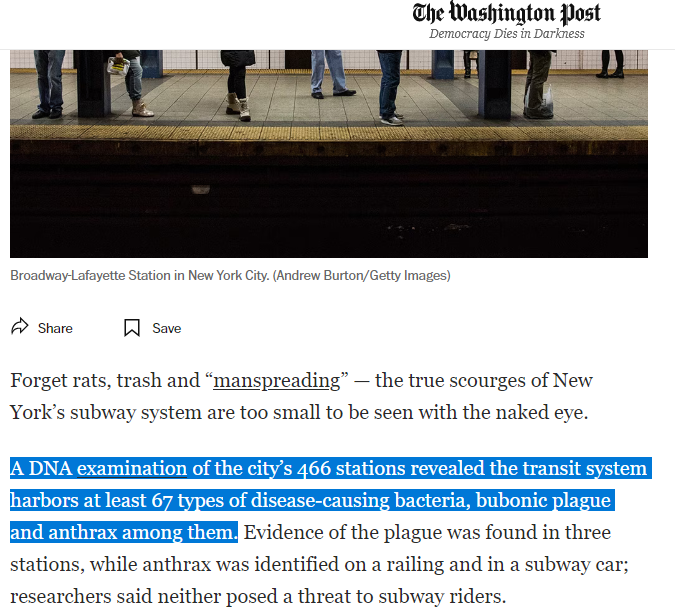 The Washington Post
Democracy Dies in Darkness
Broadway-Lafayette Station in New York City. (Andrew Burton/Getty Images)
Share Save
Forget rats, trash and “manspreading” — the true scourges of New
York’s subway system are too small to be seen with the naked eye.
A DNA examination of the city’s 466 stations revealed the transit system
harbors at least 67 types of disease-causing bacteria, bubonic plague
and anthrax among them. Evidence of the plague was found in three
stations, while anthrax was identified on a railing and in a subway car;
researchers said neither posed a threat to subway riders.